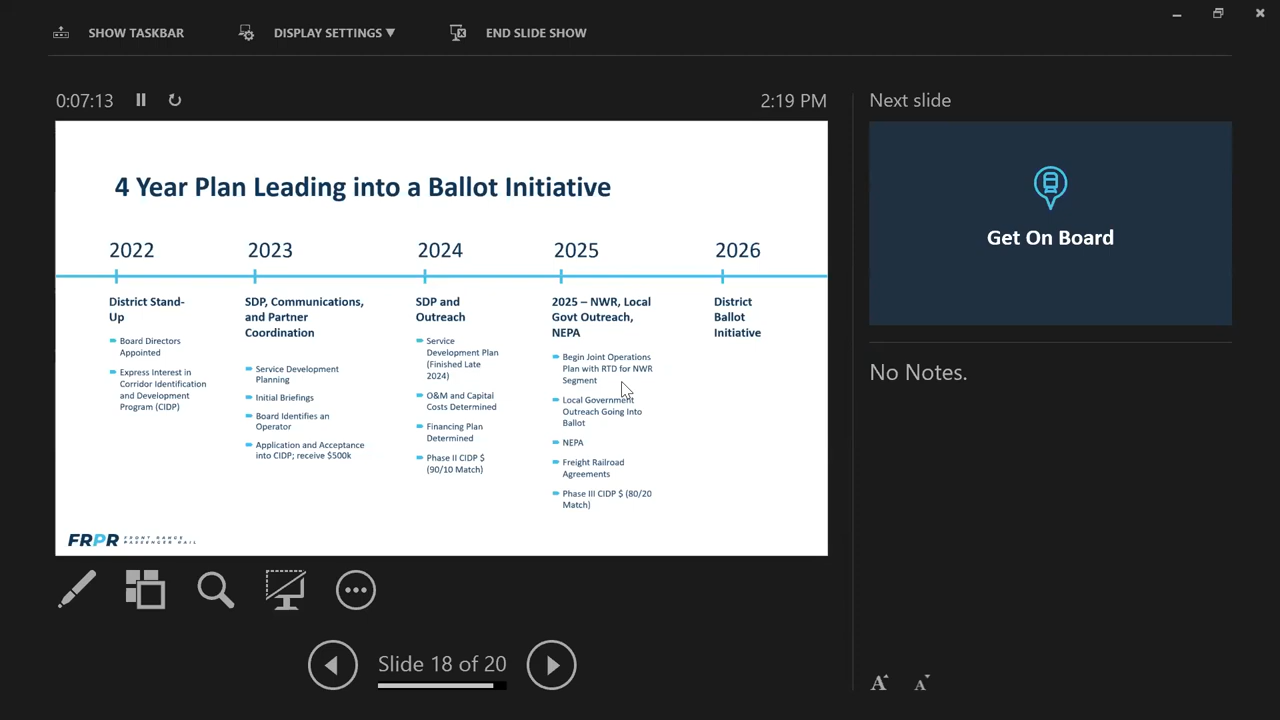 SHOW TASKBAR
DISPLAY SETTINGS ▼
END SLIDE SHOW
0:07:13
2:19 PM
Next slide
4 Year Plan Leading into a Ballot Initiative
2022
2023
2024
2025
2026
District Stand-
Up
Board Directors
Appointed
Express Interest in
Corridor Identification
and Development
Program (CIDP)
SDP, Communications,
and Partner
Coordination
Service Development
Planning
Initial Briefings
Board Identifies an
Operator
Application and Acceptance
into CIDP; receive $500k
SDP and
Outreach
Service
Development Plan
(Finished Late
2024)
O&M and Capital
Costs Determined
Financing Plan
Determined
Phase II CIDP $
(90/10 Match)
2025 – NWR, Local
Govt Outreach,
NEPA
Begin Joint Operations
Plan with RTD for NWR
Segment
Local Government
Outreach Going Into
Ballot
NEPA
Freight Railroad
Agreements
Phase III CIDP $ (80/20
Match)
District
Ballot
Initiative
FRPR
FRONT RANGE
PASSENGER RAIL
Get On Board
No Notes.
Slide 18 of 20
A
A